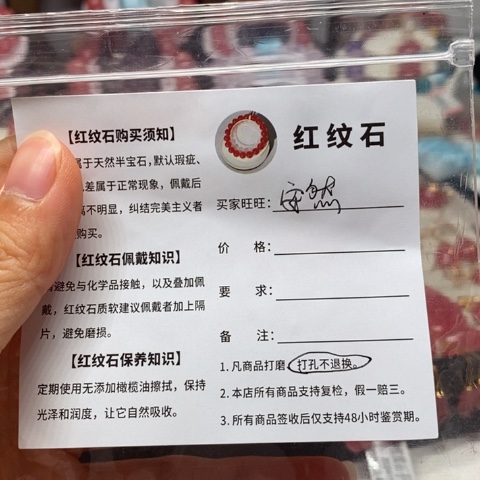 【红纹石购买须知】
属于天然半宝石，默认瑕疵、
差属于正常现象，佩戴后
不明显，纠结完美主义者
购买。
【红纹石佩戴知识】
避免与化学品接触，以及叠加佩
戴，红纹石质软建议佩戴者加上隔
片，避免磨损。
【红纹石保养知识】
定期使用无添加橄榄油擦拭，保持
光泽和润度，让它自然吸收。
红纹石
买家旺旺：安然
价 格：
要 求：
备 注：
1. 凡商品打磨、打孔不退换。
2. 本店所有商品支持复检，假一赔三。
3. 所有商品签收后仅支持48小时鉴赏期。